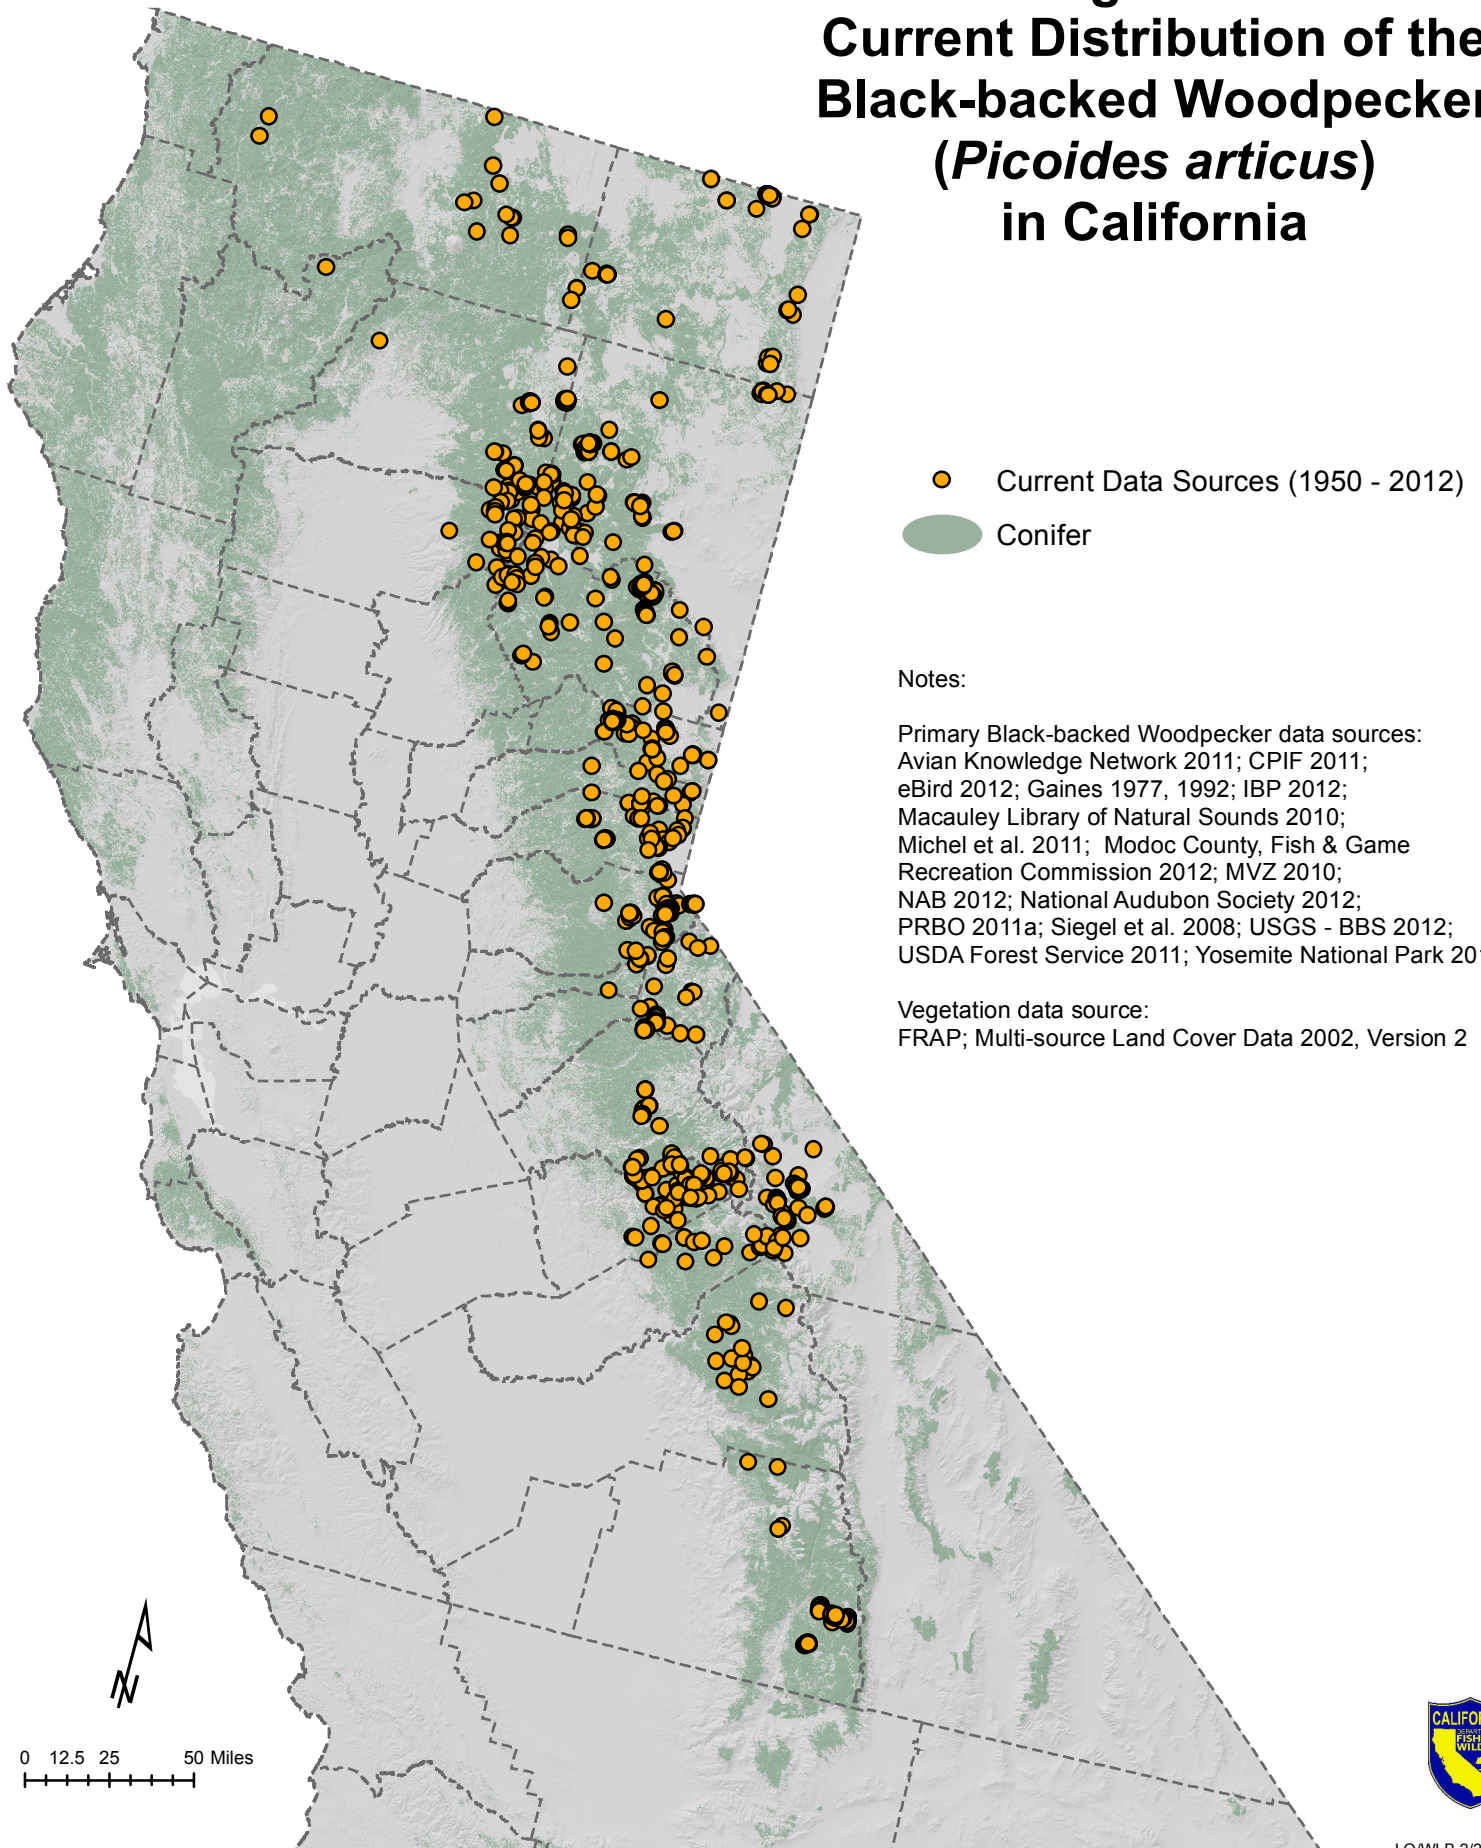 Current Distribution of the
Black-backed Woodpecker
(Picoides articus)
in California
Current Data Sources (1950 - 2012)
Conifer
Notes:
Primary Black-backed Woodpecker data sources:
Avian Knowledge Network 2011; CPIF 2011;
eBird 2012; Gaines 1977, 1992; IBP 2012;
Macauley Library of Natural Sounds 2010;
Michel et al. 2011; Modoc County, Fish & Game
Recreation Commission 2012; MVZ 2010;
NAB 2012; National Audubon Society 2012;
PRBO 2011a; Siegel et al. 2008; USGS - BBS 2012;
USDA Forest Service 2011; Yosemite National Park 20
Vegetation data source:
FRAP; Multi-source Land Cover Data 2002, Version 2
N
0 12.5 25 50 Miles
CALIFO
FISH
WILD